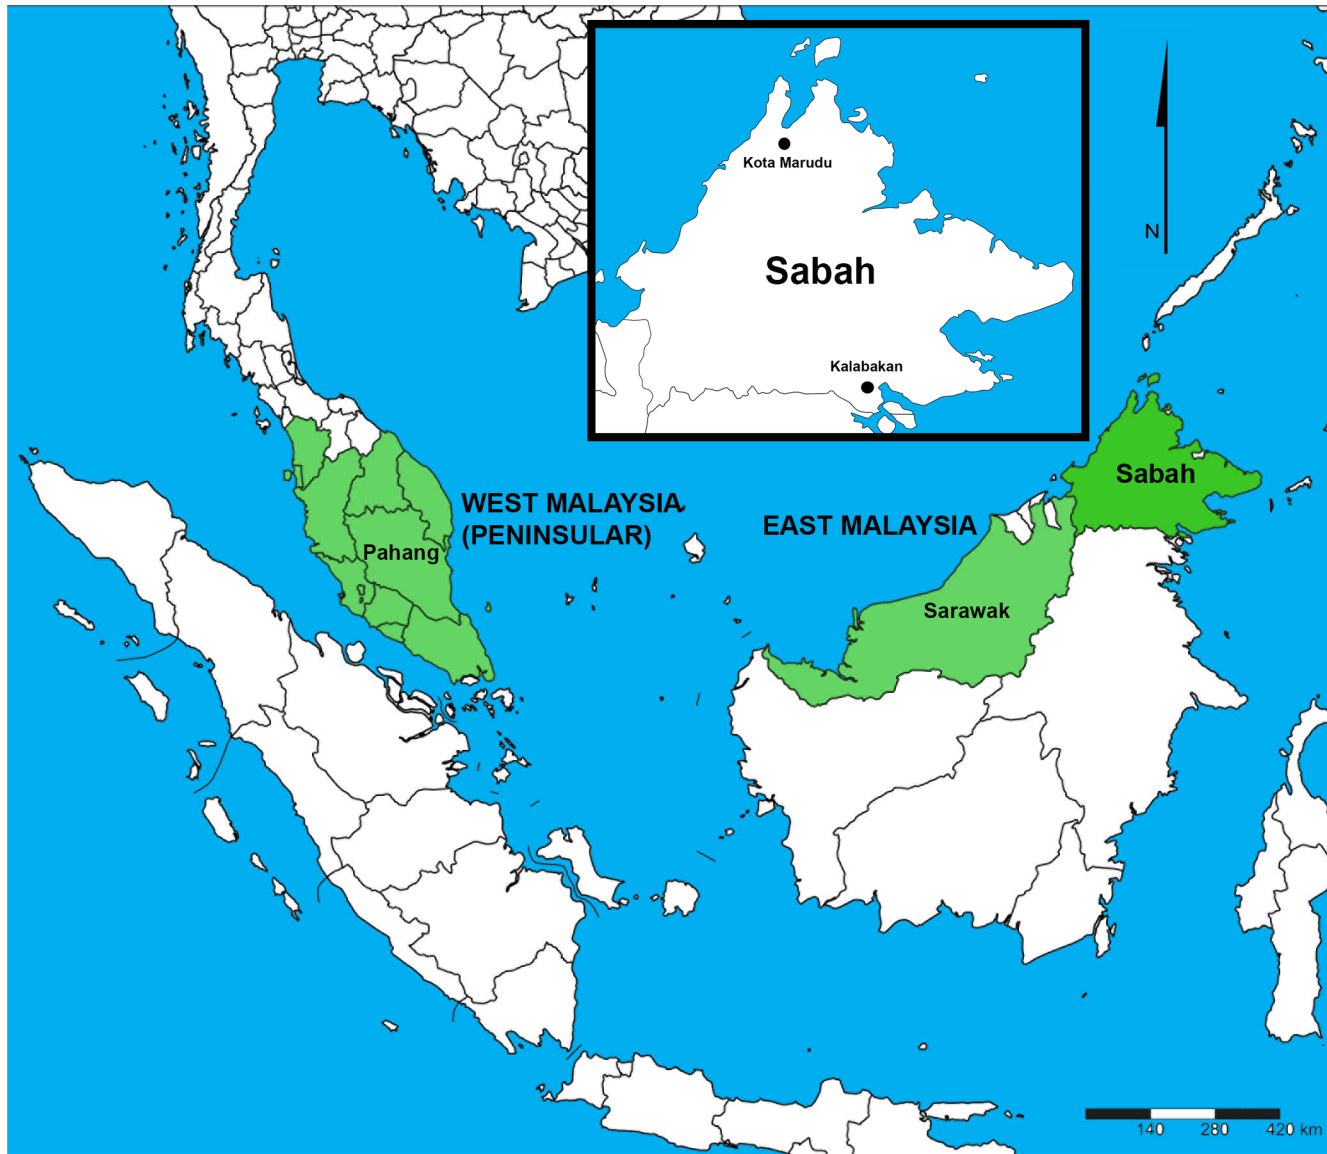 Kota Marudu
Sabah
Kalabakan
N
WEST MALAYSIA
(PENINSULAR)
Pahang
EAST MALAYSIA
Sabah
Sarawak
140 280 420 km